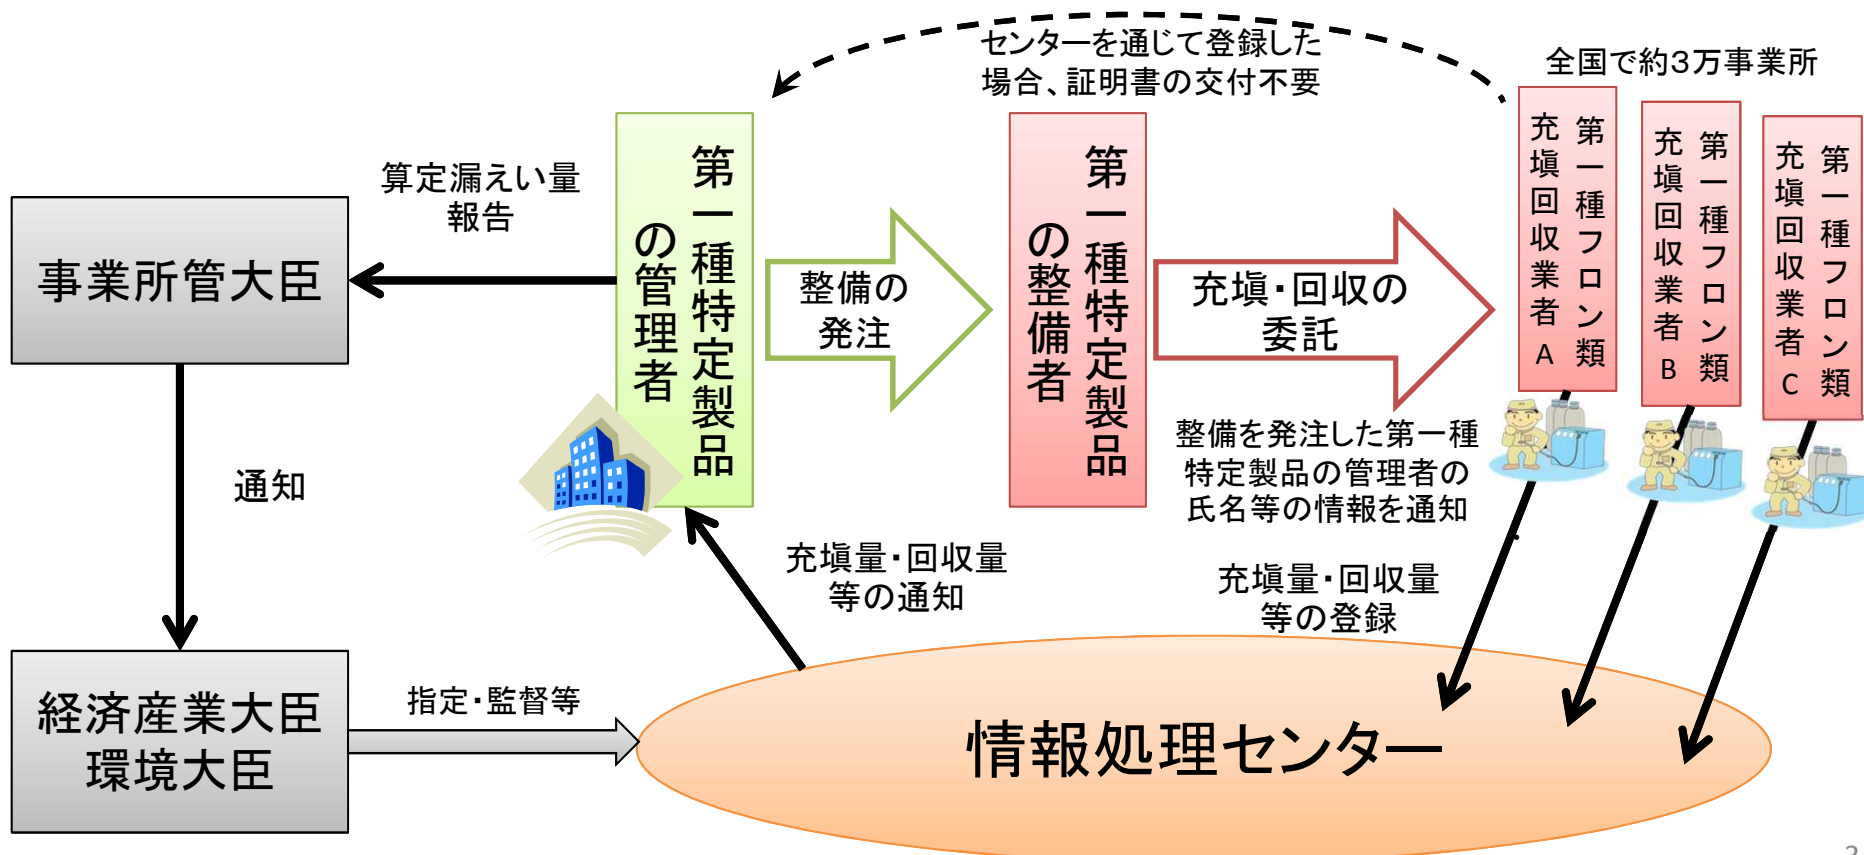 センターを通じて登録した
場合、証明書の交付不要
全国で約3万事業所
算定漏えい量
報告
事業所管大臣
第一種特定製品
の管理者
整備の
発注
第一種特定製品
の整備者
充塡・回収の
委託
第一種フロン類
充塡回収業者A
第一種フロン類
充塡回収業者B
第一種フロン類
充塡回収業者C
整備を発注した第一種
特定製品の管理者の
氏名等の情報を通知
通知
充塡量・回収量
等の通知
充塡量・回収量
等の登録
経済産業大臣
環境大臣
指定・監督等
情報処理センター